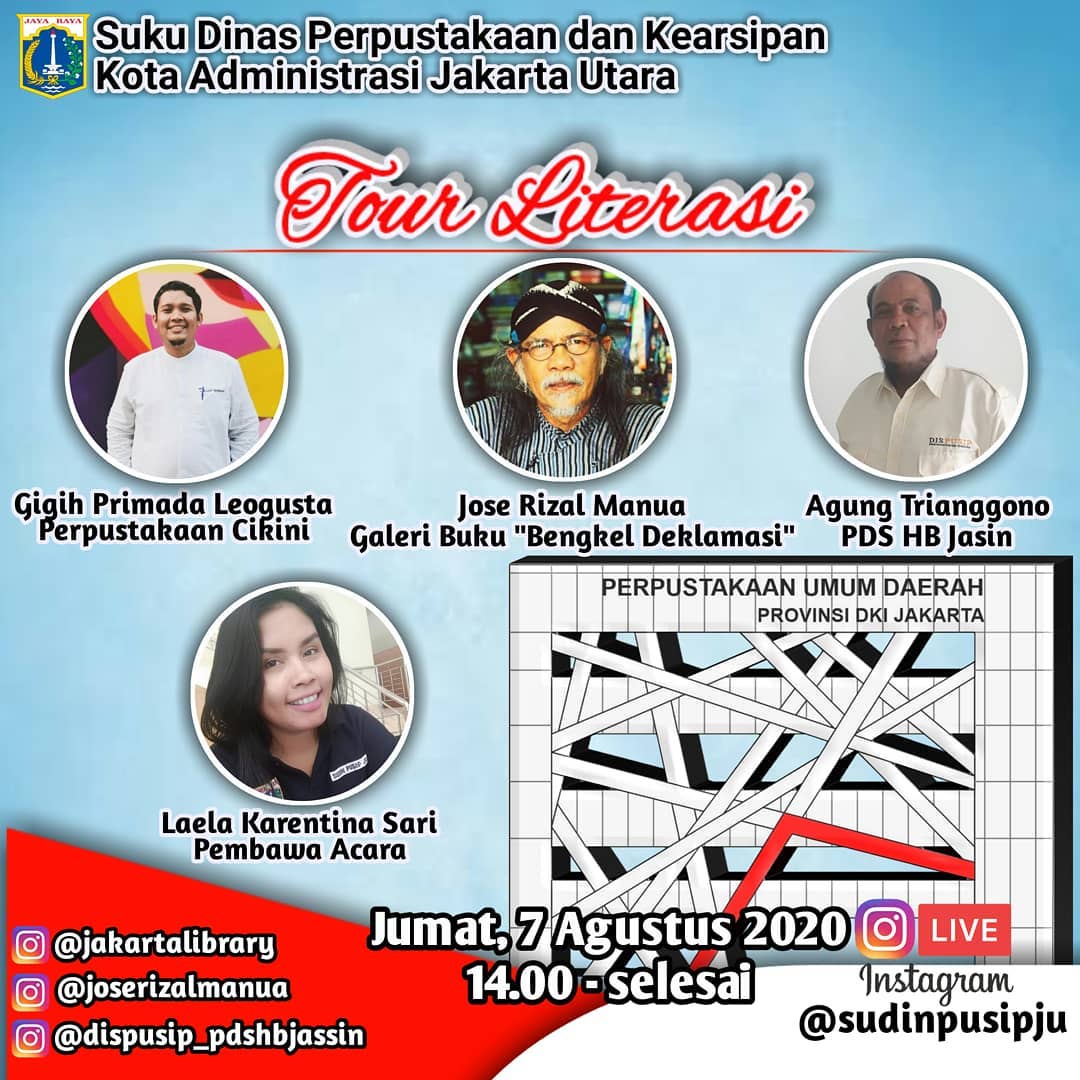 JAYA RAYA
Suku Dinas Perpustakaan dan Kearsipan
Kota Administrasi Jakarta Utara
Tour Literasi
DISPUSIP
Gigih Primada Leogusta
Perpustakaan Cikini
Jose Rizal Manua
Galeri Buku "Bengkel Deklamasi"
Agung Trianggono
PDS HB Jasin
PERPUSTAKAAN UMUM DAERAH
PROVINSI DKI JAKARTA
Laela Karentina Sari
Pembawa Acara
Jumat, 7 Agustus 2020
14.00 - selesai
LIVE
Instagram
@sudinpusipju
@jakartalibrary
@joserizalmanua
@dispusip_pdshbjassin